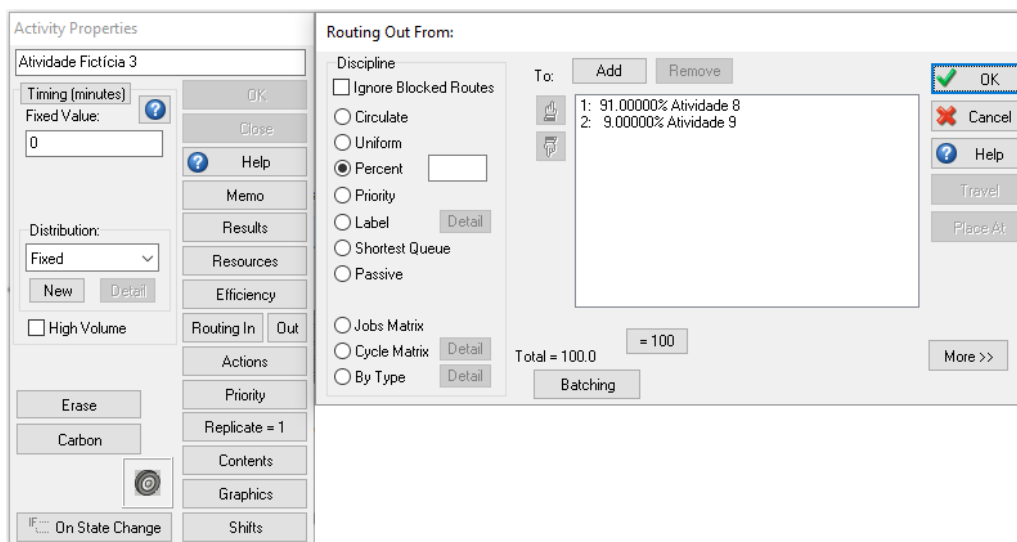 Activity Properties
Atividade Fictícia 3
Timing (minutes)
Fixed Value:
0
Distribution:
Fixed
New
Detail
High Volume
Erase
Carbon
IF
On State Change
OK
Close
Help
Memo
Results
Resources
Efficiency
Routing In
Out
Actions
Priority
Replicate = 1
Contents
Graphics
Shifts
Routing Out From:
Discipline
Ignore Blocked Routes
Circulate
Uniform
Percent
Priority
Label
Detail
Shortest Queue
Passive
Jobs Matrix
Cycle Matrix
Detail
By Type
Detail
To:
Add
Remove
1: 91.00000% Atividade 8
2: 9.00000% Atividade 9
= 100
Total = 100.0
Batching
OK
Cancel
Help
Travel
Place At
More >>